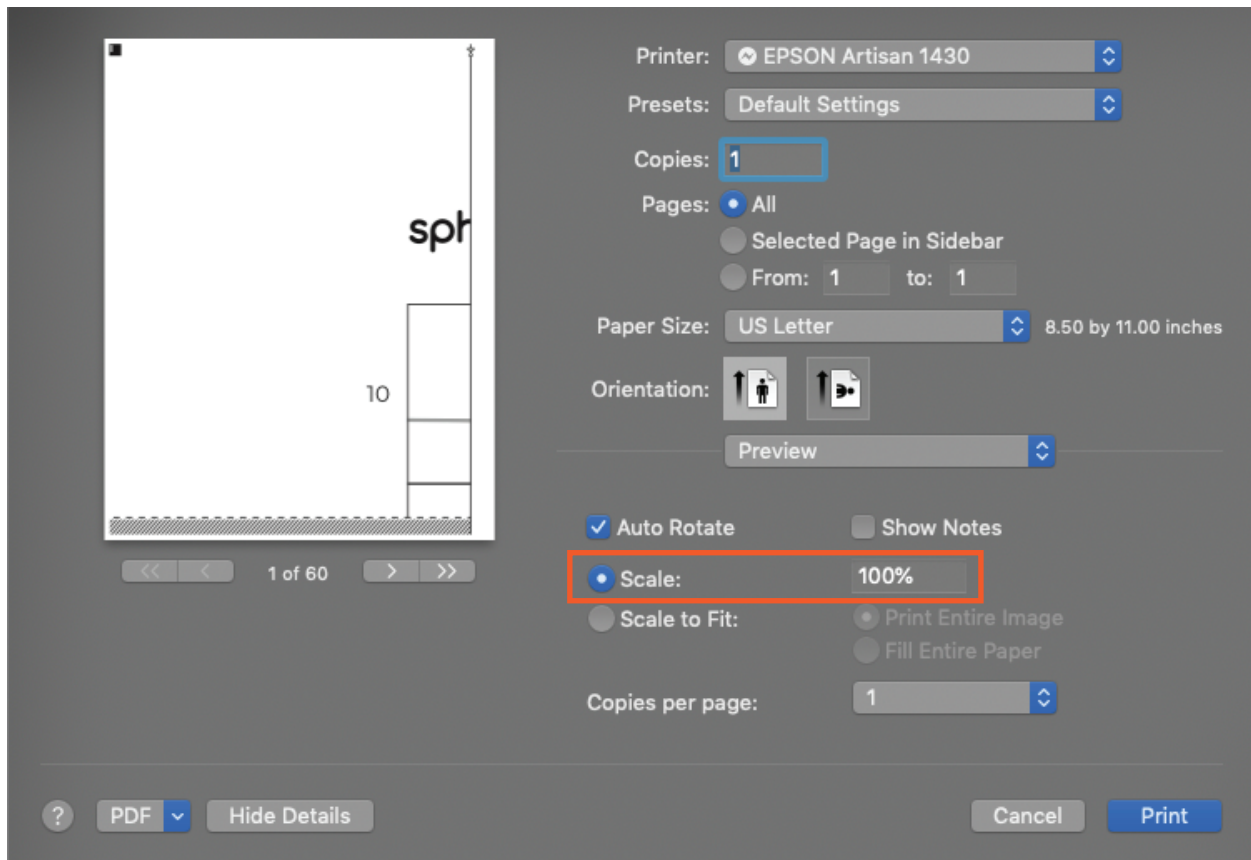 Printer: EPSON Artisan 1430
Presets: Default Settings
Copies: 1
Pages: All
Selected Page in Sidebar
From: 1 to: 1
Paper Size: US Letter 8.50 by 11.00 inches
Orientation:
Preview
Auto Rotate Show Notes
Scale: 100%
Scale to Fit: Print Entire Image
Fill Entire Paper
Copies per page: 1
sph
10
1 of 60
? PDF Hide Details Cancel Print